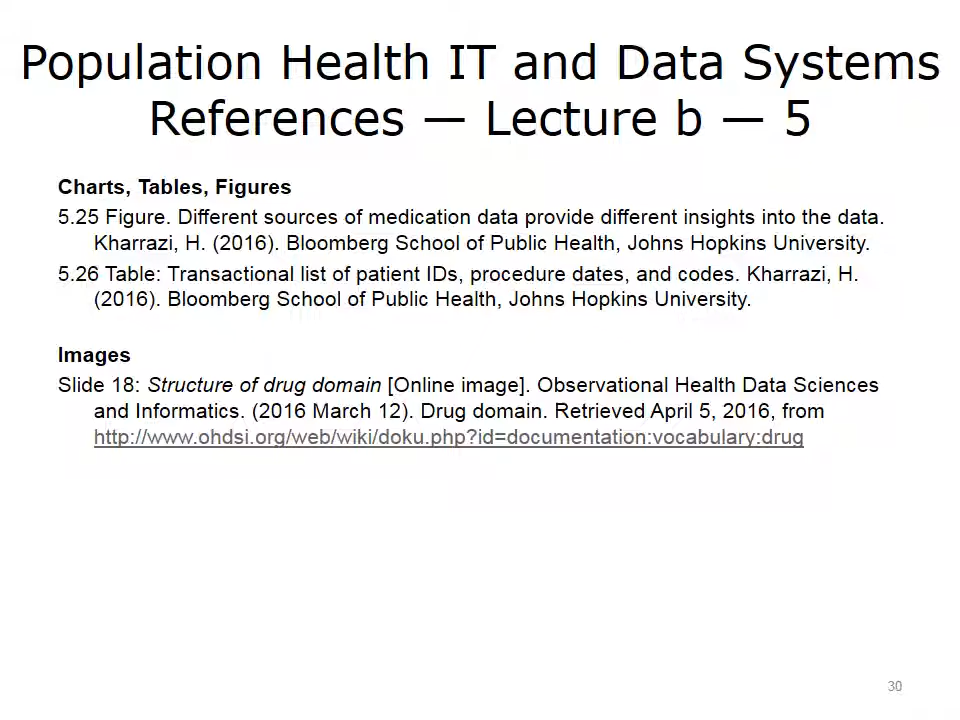 Population Health IT and Data Systems
References — Lecture b — 5
Charts, Tables, Figures
5.25 Figure. Different sources of medication data provide different insights into the data.
Kharrazi, H. (2016). Bloomberg School of Public Health, Johns Hopkins University.
5.26 Table: Transactional list of patient IDs, procedure dates, and codes. Kharrazi, H.
(2016). Bloomberg School of Public Health, Johns Hopkins University.
Images
Slide 18: Structure of drug domain [Online image]. Observational Health Data Sciences
and Informatics. (2016 March 12). Drug domain. Retrieved April 5, 2016, from
http://www.ohdsi.org/web/wiki/doku.php?id=documentation:vocabulary:drug
30